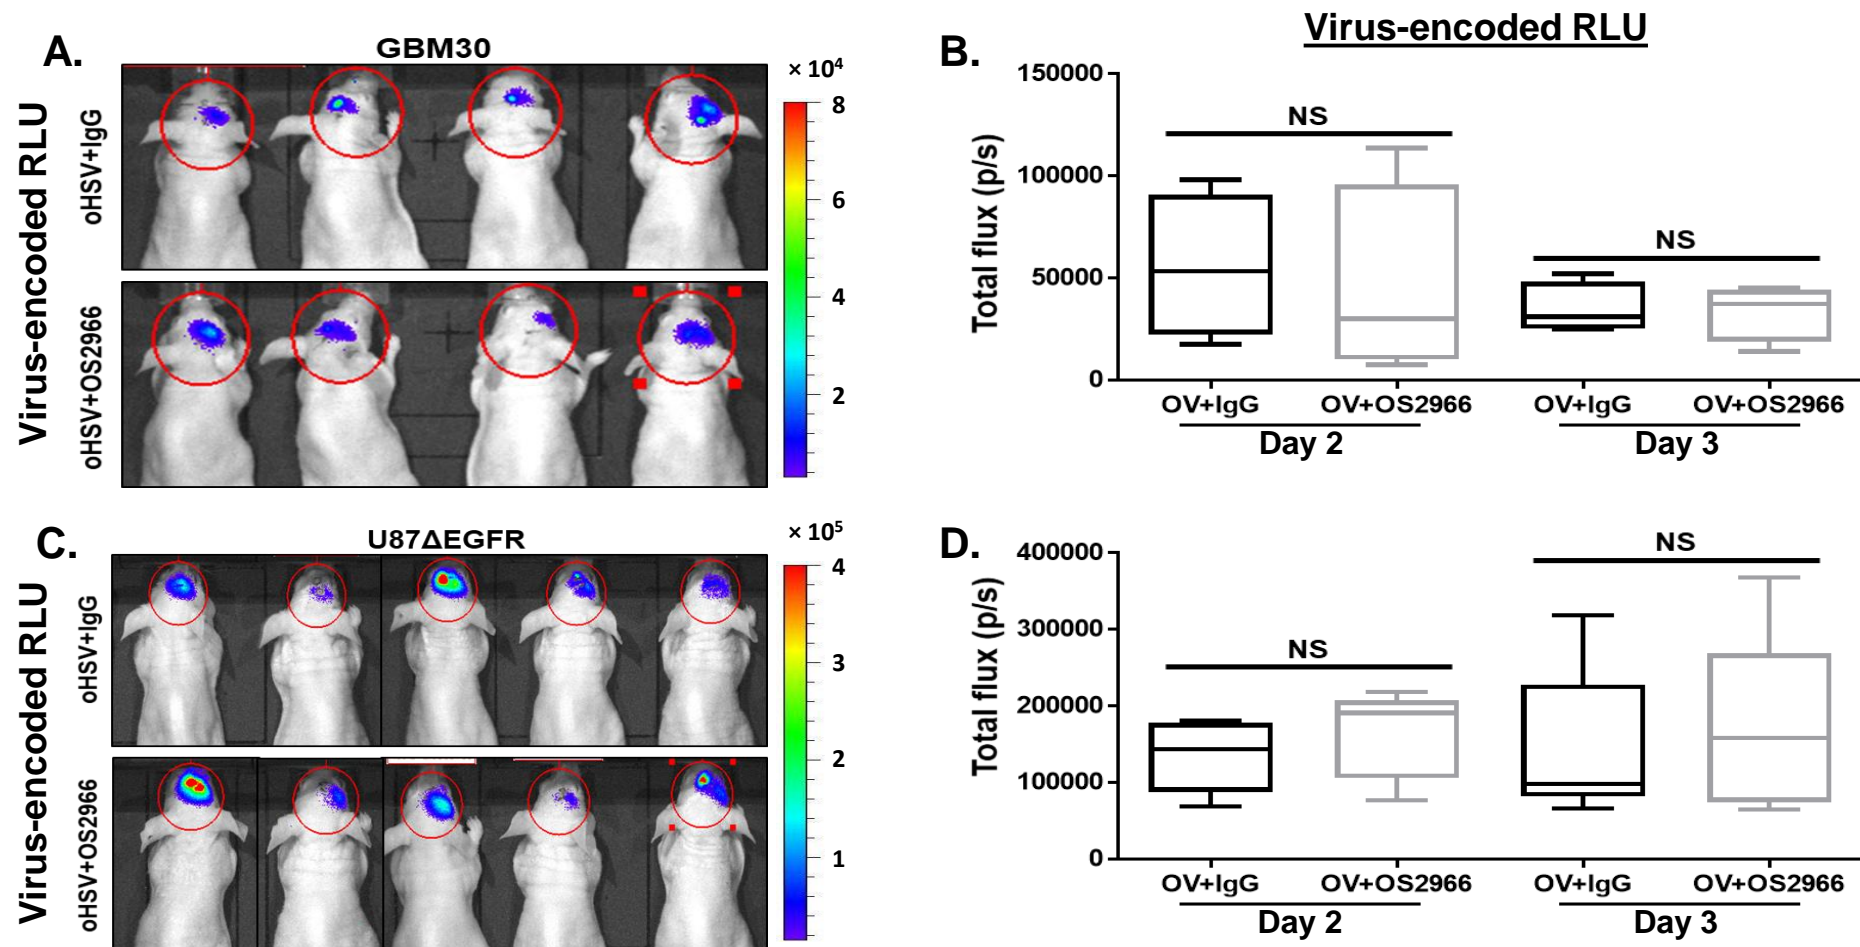 A.
GBM30
× 10⁴
Virus-encoded RLU
oHSV+IgG
oHSV+OS2966
8
6
4
2
B.
Virus-encoded RLU
Total flux (p/s)
150000
100000
50000
0
NS
NS
OV+IgG OV+OS2966 OV+IgG OV+OS2966
Day 2 Day 3
C.
U87ΔEGFR
× 10⁵
Virus-encoded RLU
oHSV+IgG
oHSV+OS2966
4
3
2
1
D.
Total flux (p/s)
400000
300000
200000
100000
0
NS
NS
OV+IgG OV+OS2966 OV+IgG OV+OS2966
Day 2 Day 3